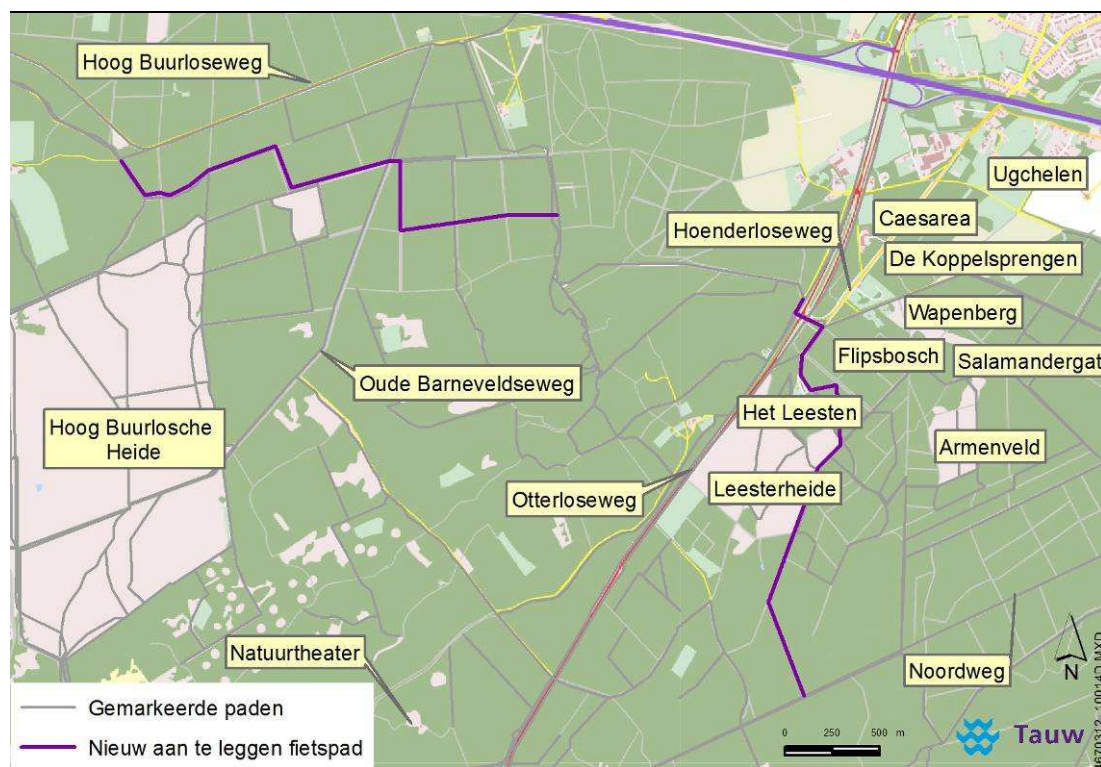 Hoog Buurloseweg
Ugchelen
Caesarea
Hoenderloseweg
De Koppelsprengen
Wapenberg
Flipsbosch
Salamandergat
Oude Barneveldseweg
Het Leesten
Hoog Buurlosche
Heide
Armenveld
Leesterheide
Otterloseweg
Natuurtheater
Noordweg
N
Gemarkeerde paden
Nieuw aan te leggen fietspad
0 250 500 m
Tauw